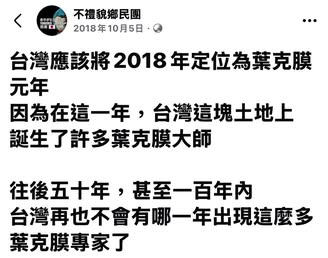 不禮貌鄉民團
2018年10月5日·
台灣應該將2018年定位為葉克膜
元年
因為在這一年，台灣這塊土地上
誕生了許多葉克膜大師
往後五十年，甚至一百年內
台灣再也不會有哪一年出現這麼多
葉克膜專家了